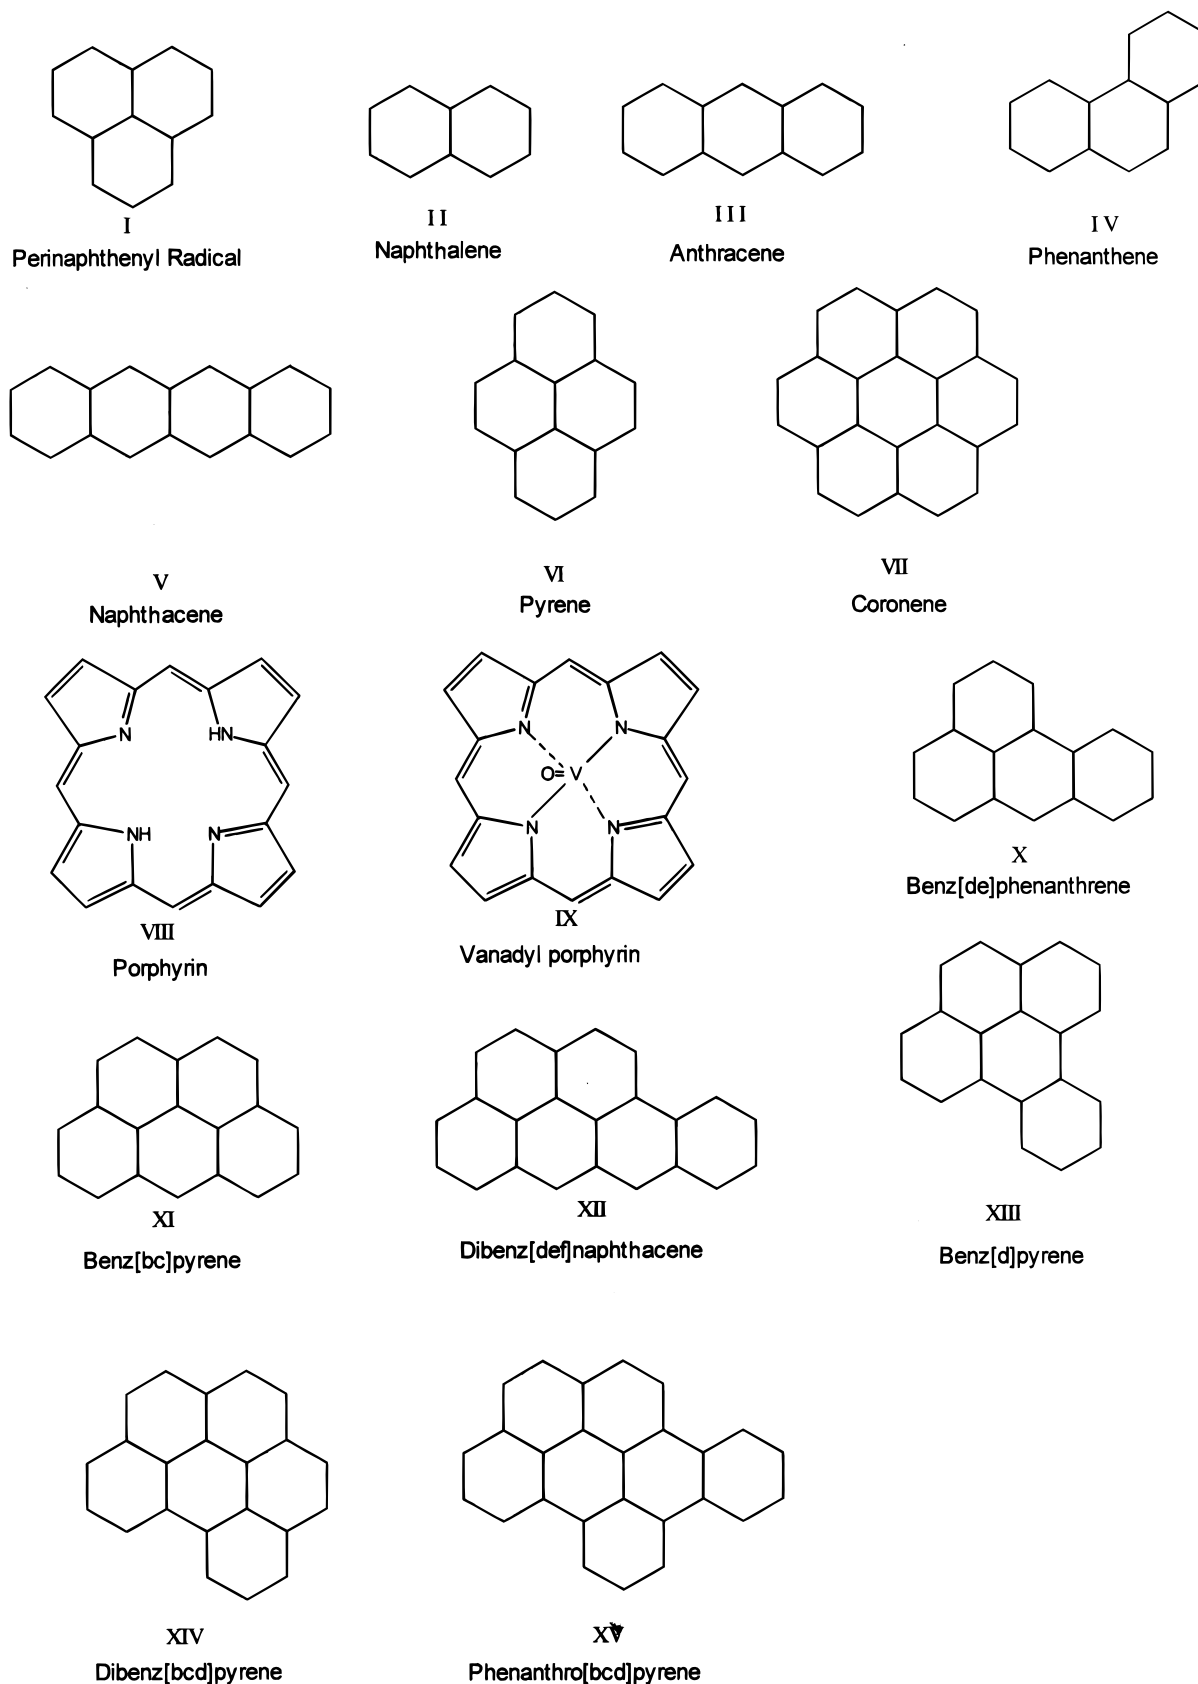 I
Perinaphthenyl Radical
II
Naphthalene
III
Anthracene
IV
Phenanthene
V
Naphthacene
VI
Pyrene
VII
Coronene
N
HN
NH
N
VIII
Porphyrin
N
N
O=V
N
N
IX
Vanadyl porphyrin
X
Benz[de]phenanthrene
XI
Benz[bc]pyrene
XII
Dibenz[def]naphthacene
XIII
Benz[d]pyrene
XIV
Dibenz[bcd]pyrene
XV
Phenanthro[bcd]pyrene